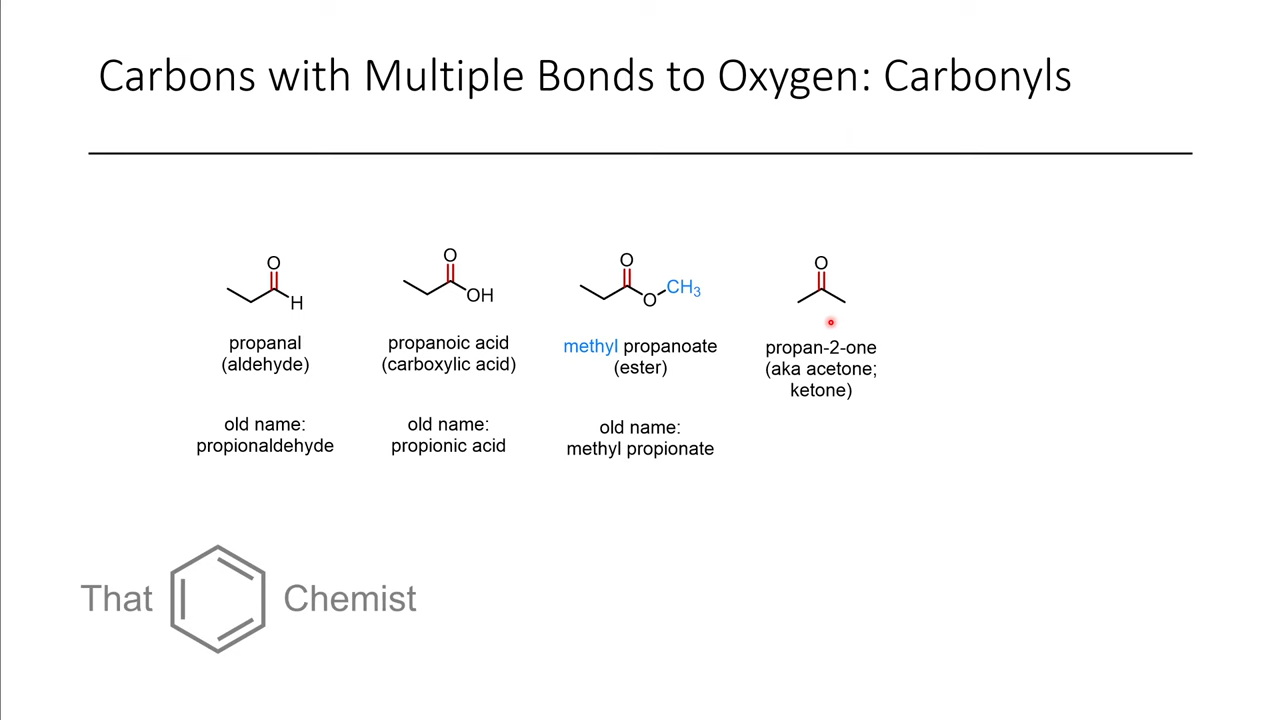 Carbons with Multiple Bonds to Oxygen: Carbonyls
O
H
propanal
(aldehyde)
old name:
propionaldehyde
O
OH
propanoic acid
(carboxylic acid)
old name:
propionic acid
O
O
CH3
methyl propanoate
(ester)
old name:
methyl propionate
O
propan-2-one
(aka acetone;
ketone)
That Chemist